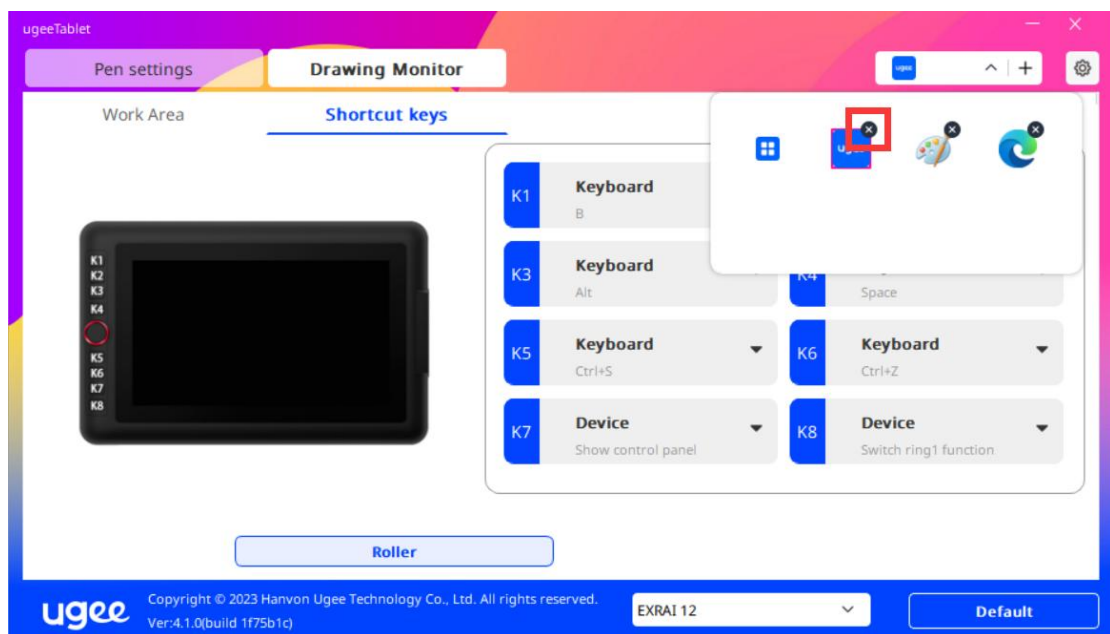 ugeeTablet
Pen settings
Drawing Monitor
ugee
Work Area
Shortcut keys
K1
K2
K3
K4
K5
K6
K7
K8
K1
Keyboard
B
K3
Keyboard
Alt
K4
Space
K5
Keyboard
Ctrl+S
K6
Keyboard
Ctrl+Z
K7
Device
Show control panel
K8
Device
Switch ring1 function
Roller
ugee
Copyright © 2023 Hanvon Ugee Technology Co., Ltd. All rights reserved.
Ver:4.1.0(build 1f75b1c)
EXRAI 12
Default